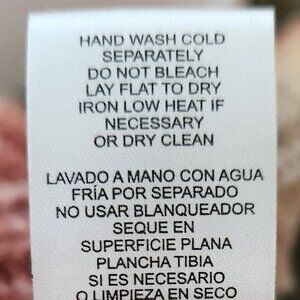 HAND WASH COLD
SEPARATELY
DO NOT BLEACH
LAY FLAT TO DRY
IRON LOW HEAT IF
NECESSARY
OR DRY CLEAN
LAVADO A MANO CON AGUA
FRÍA POR SEPARADO
NO USAR BLANQUEADOR
SEQUE EN
SUPERFICIE PLANA
PLANCHA TIBIA
SI ES NECESARIO
O LIMPIEZA EN SECO